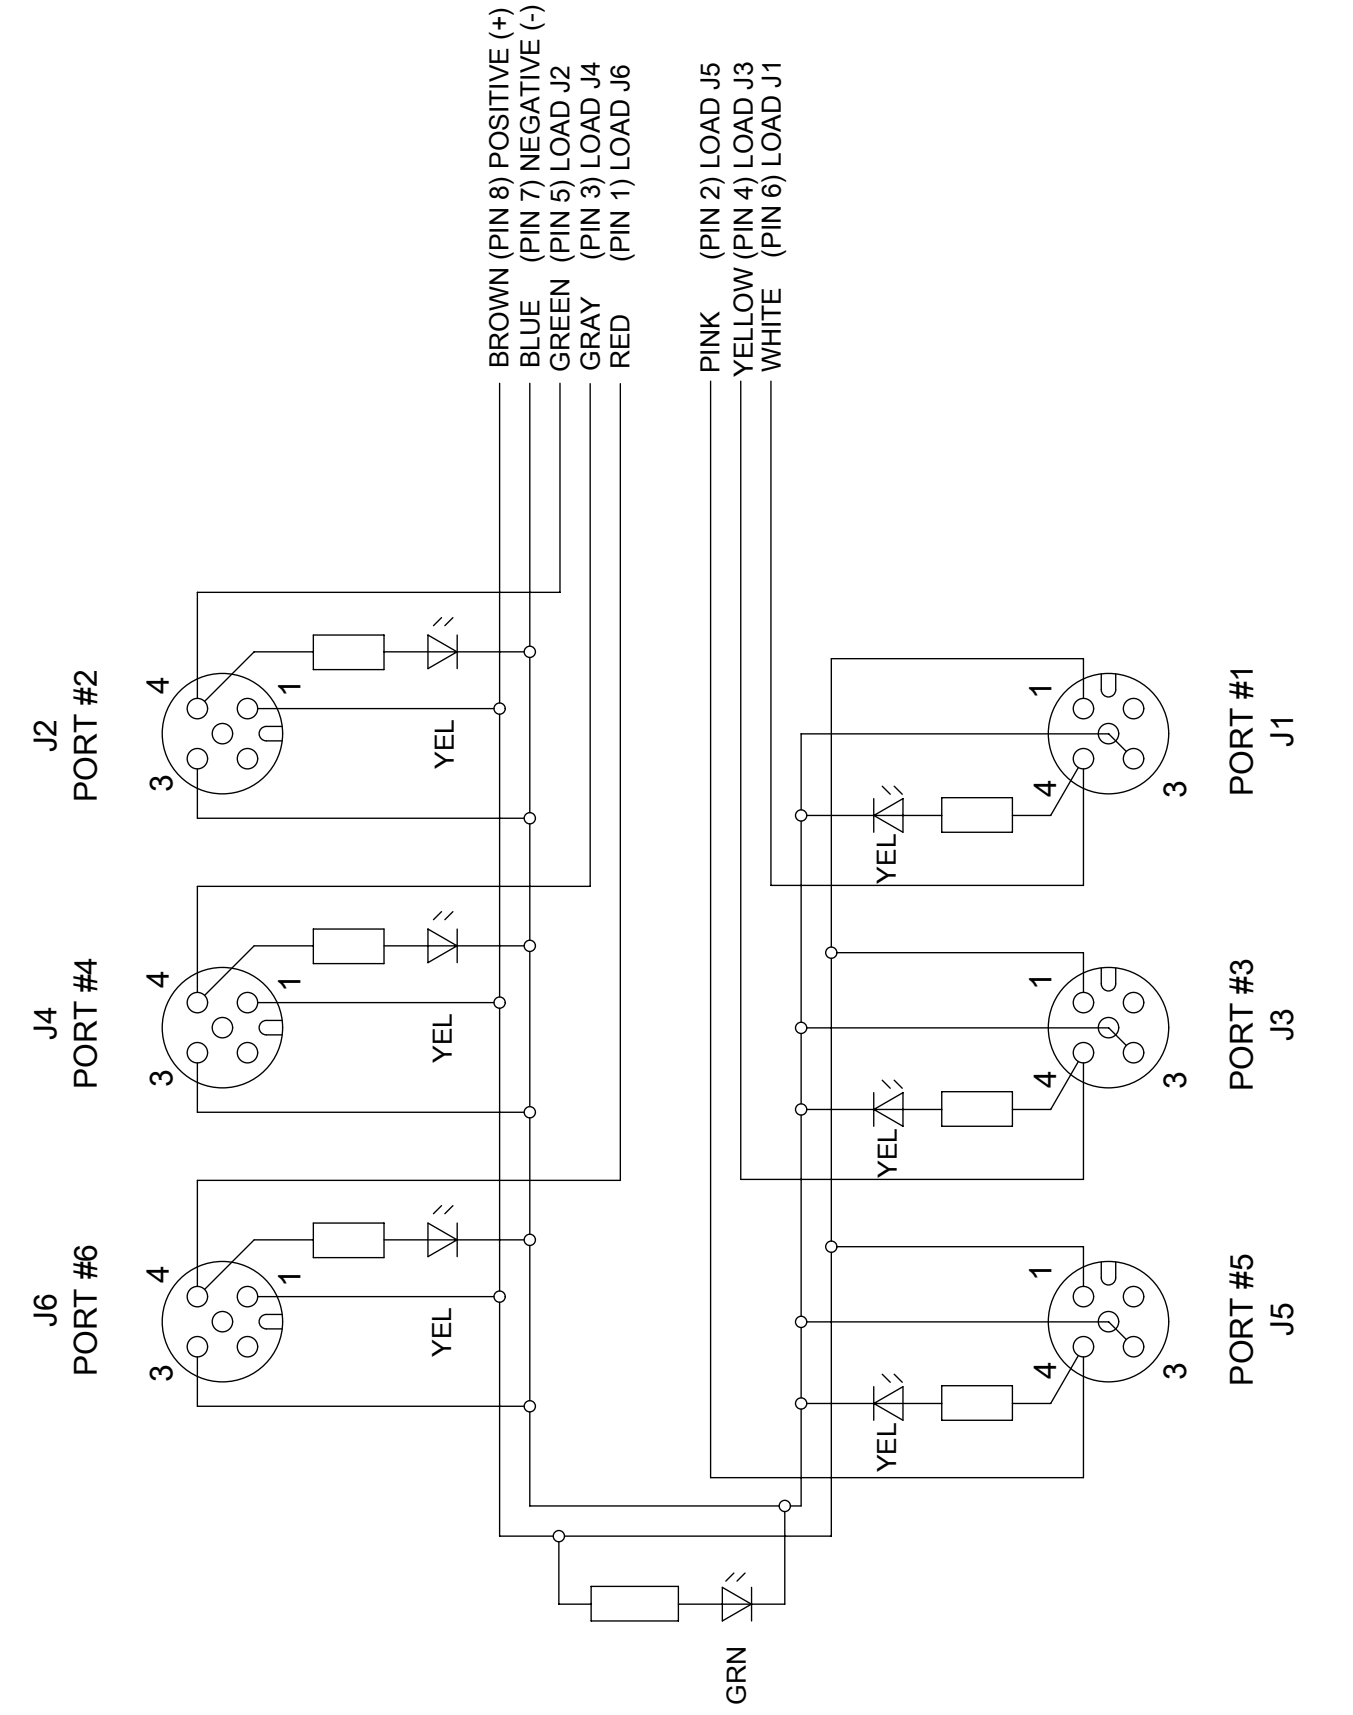 BROWN (PIN 8) POSITIVE (+)
BLUE (PIN 7) NEGATIVE (-)
GREEN (PIN 5) LOAD J2
GRAY (PIN 3) LOAD J4
RED (PIN 1) LOAD J6
PINK (PIN 2) LOAD J5
YELLOW (PIN 4) LOAD J3
WHITE (PIN 6) LOAD J1
J6
PORT #6
3
4
1
YEL
J4
PORT #4
3
4
1
YEL
J2
PORT #2
3
4
1
YEL
GRN
YEL
4
1
3
PORT #5
J5
YEL
4
1
3
PORT #3
J3
YEL
4
1
3
PORT #1
J1